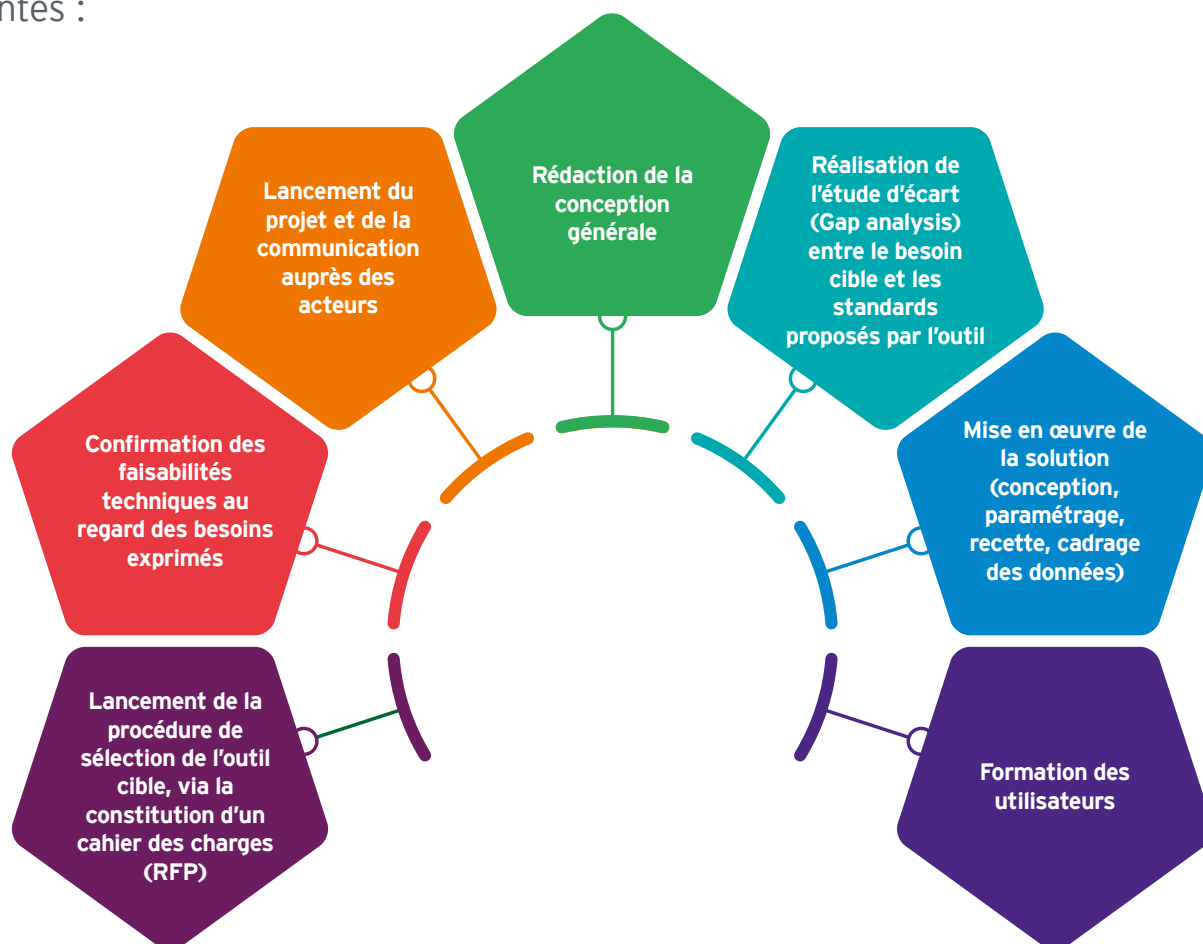 Lancement de la
procédure de
sélection de l'outil
cible, via la
constitution d'un
cahier des charges
(RFP)
Confirmation des
faisabilités
techniques au
regard des besoins
exprimés
Lancement du
projet et de la
communication
auprès des
acteurs
Rédaction de la
conception
générale
Réalisation de
l'étude d'écart
(Gap analysis)
entre le besoin
cible et les
standards
proposés par l'outil
Mise en œuvre de
la solution
(conception,
paramétrage,
recette, cadrage
des données)
Formation des
utilisateurs